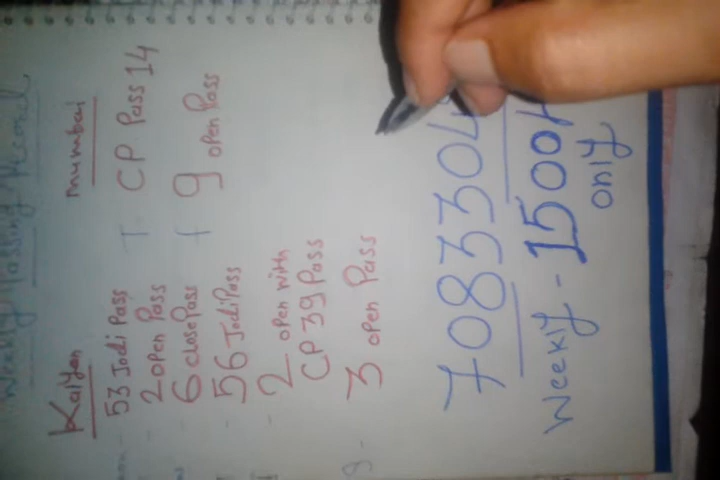 Weekly Passing Record
Kalyan
53 Jodi Pass
2 open Pass
6 close Pass
56 Jodi Pass
2 open with
CP 39 Pass
3 open Pass
mumbai
CP Pass 14
9 open Pass
7083304
Weekly - 1500/
only